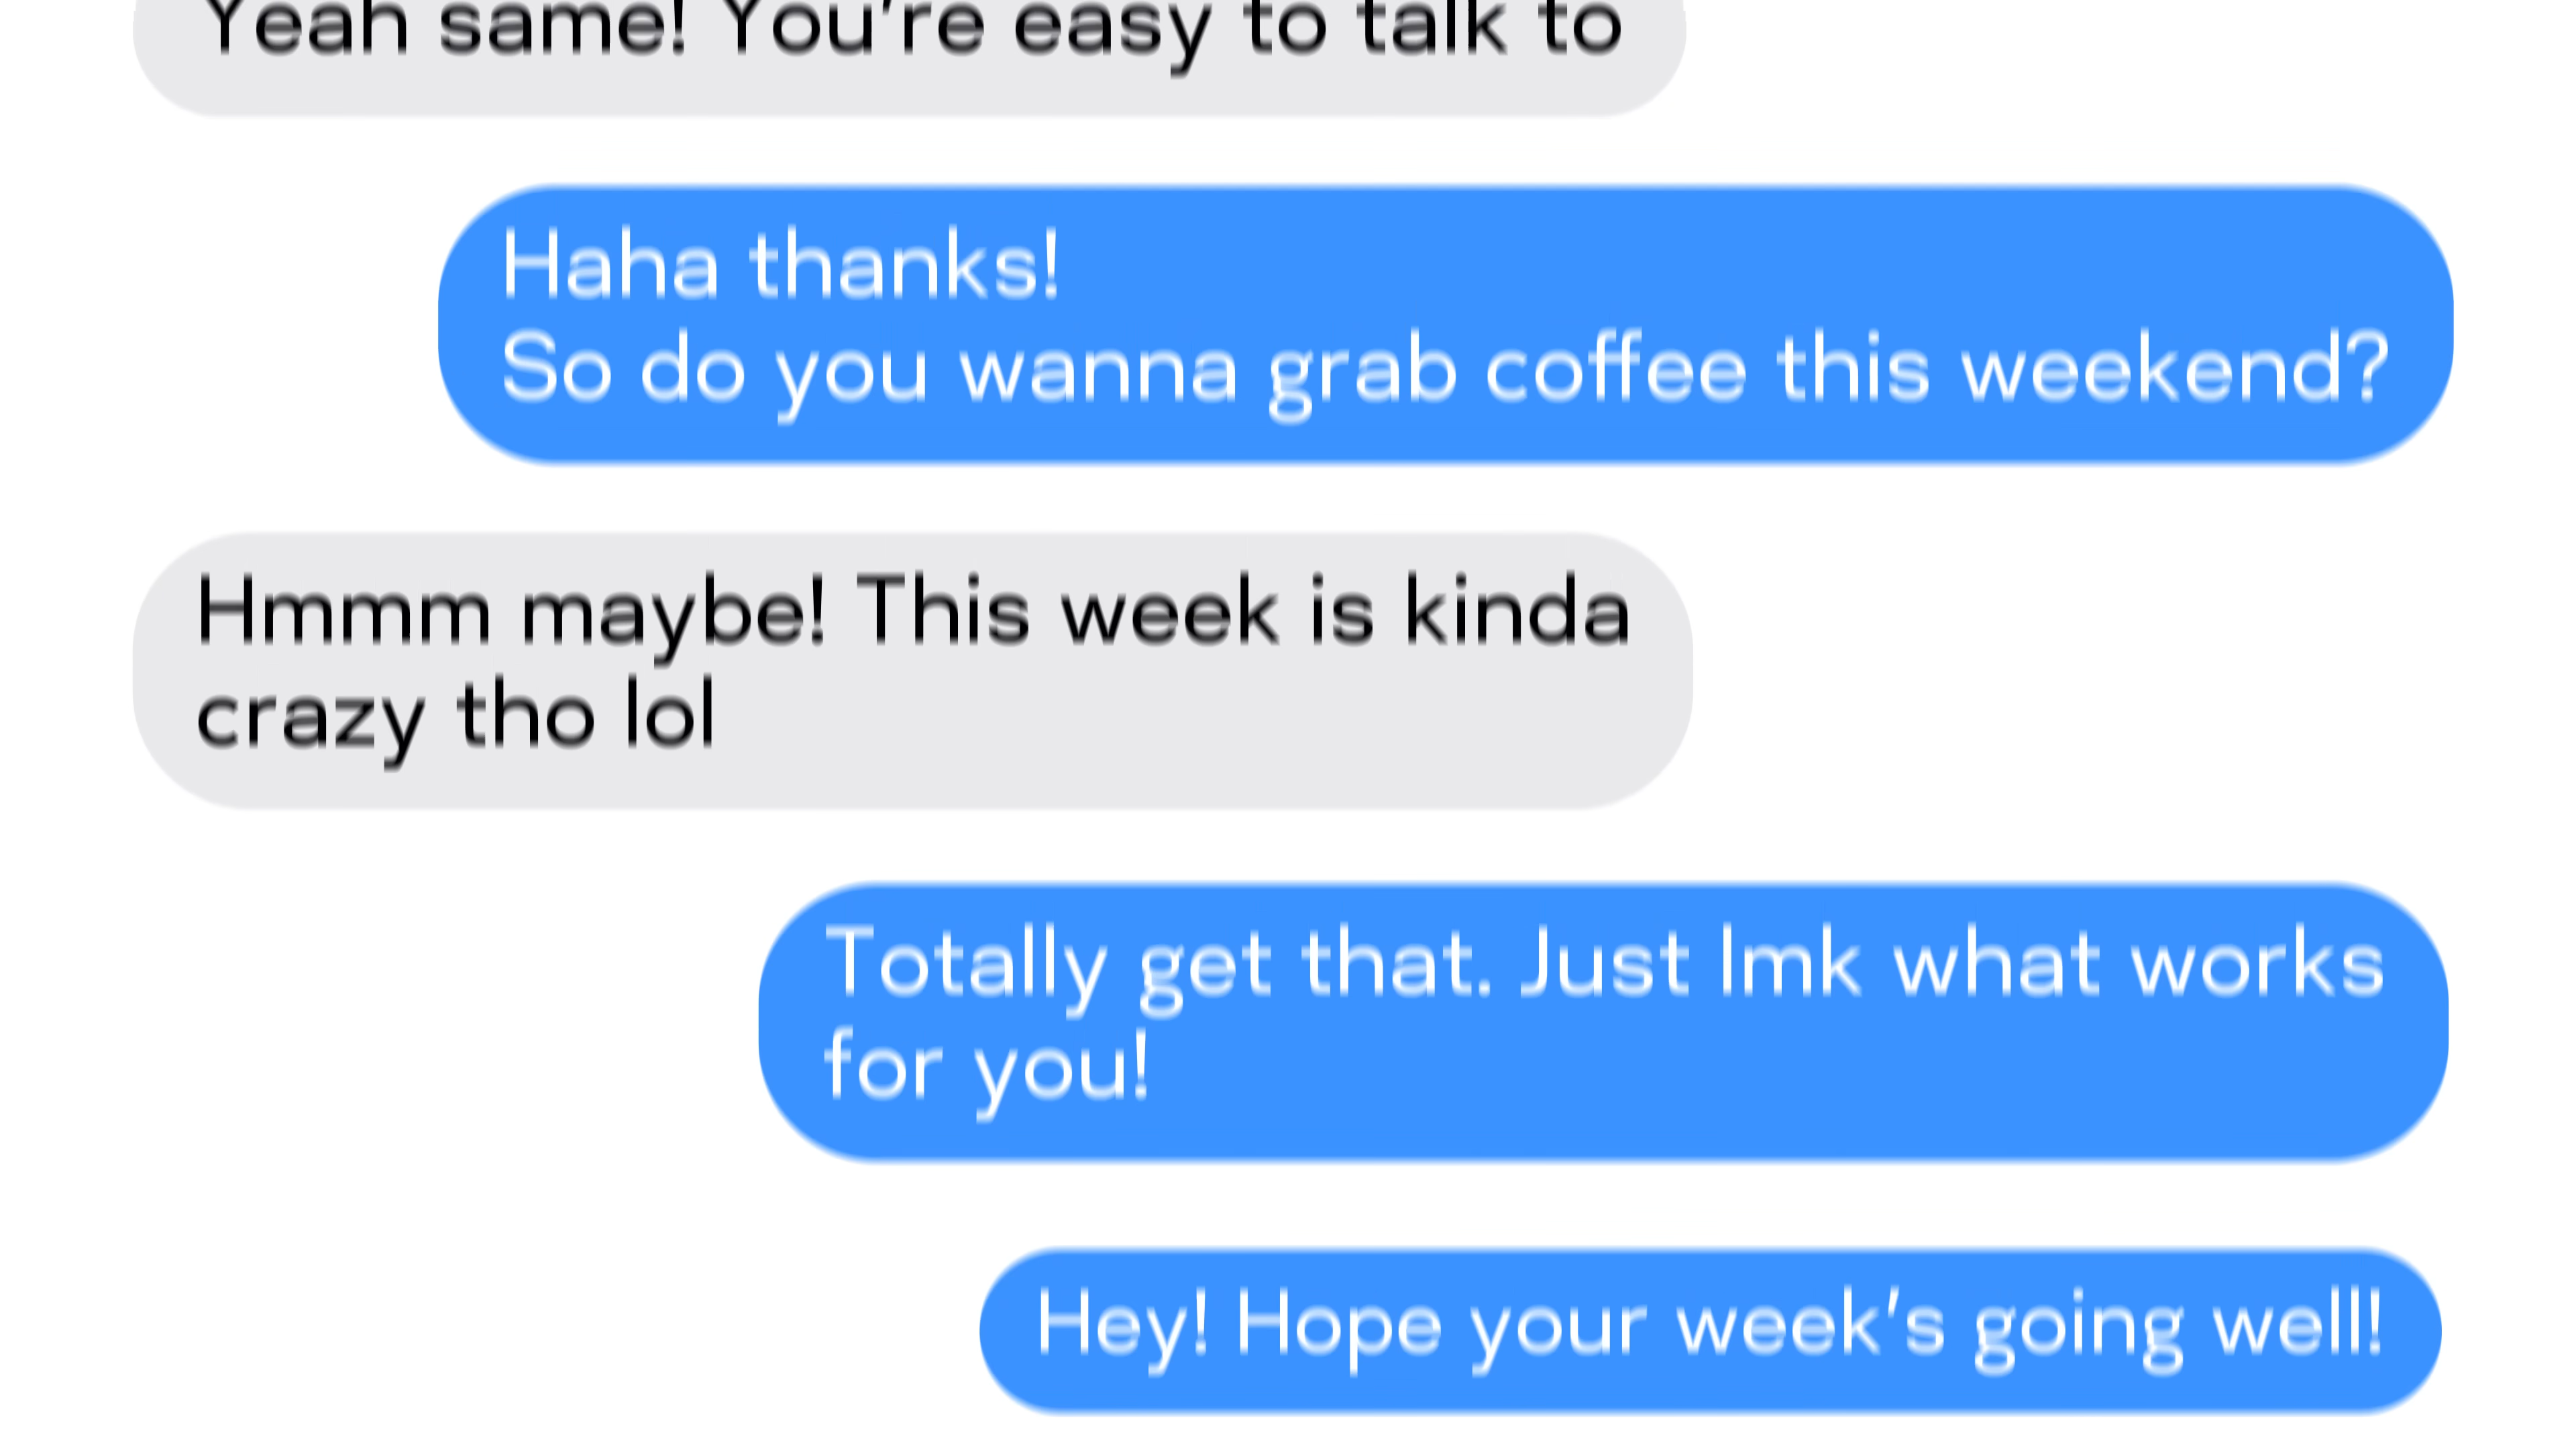 Yeah same! You're easy to talk to
Haha thanks!
So do you wanna grab coffee this weekend?
Hmmm maybe! This week is kinda
crazy tho lol
Totally get that. Just lmk what works
for you!
Hey! Hope your week's going well!